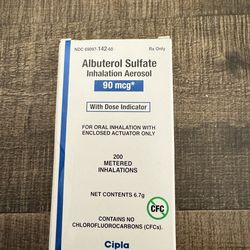 NDC 69097-142-60 Rx Only
Albuterol Sulfate
Inhalation Aerosol
90 mcg*
With Dose Indicator
FOR ORAL INHALATION WITH
ENCLOSED ACTUATOR ONLY
200
METERED
INHALATIONS
NET CONTENTS 6.7g
CFC
CONTAINS NO
CHLOROFLUOROCARBONS (CFCs).
Cipla